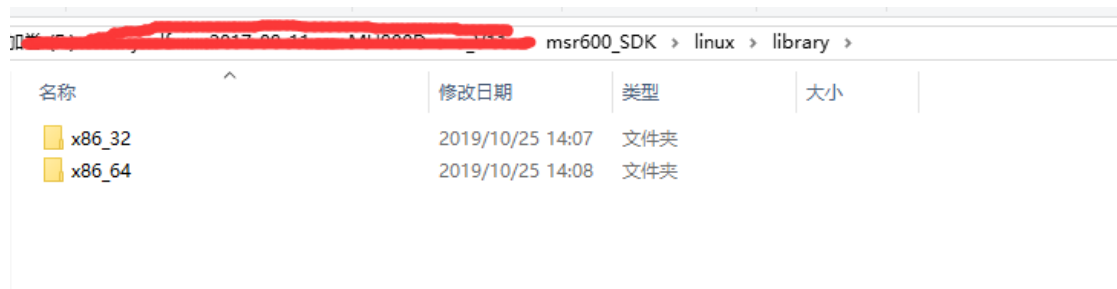 msr600_SDK > linux > library >
名称 修改日期 类型 大小
x86_32 2019/10/25 14:07 文件夹
x86_64 2019/10/25 14:08 文件夹